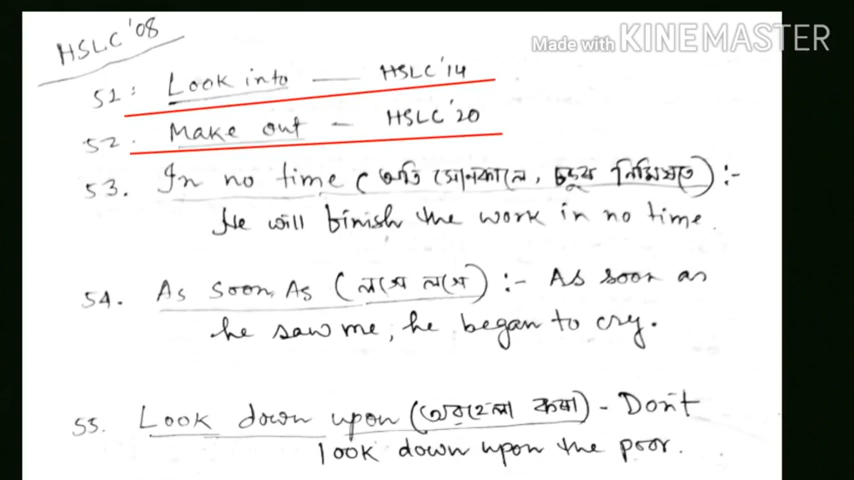 Made with KINEMASTER
HSLC '08
51: Look into — HSLC '14
52. Make out — HSLC '20
53. In no time (অতি সোনকালে, চকুৰ নিমিষতে) :-
He will finish the work in no time.
54. As soon As (লগে লগে) :- As soon as
he saw me, he began to cry.
55. Look down upon (অৱহেলা কৰা) - Don't
look down upon the poor.